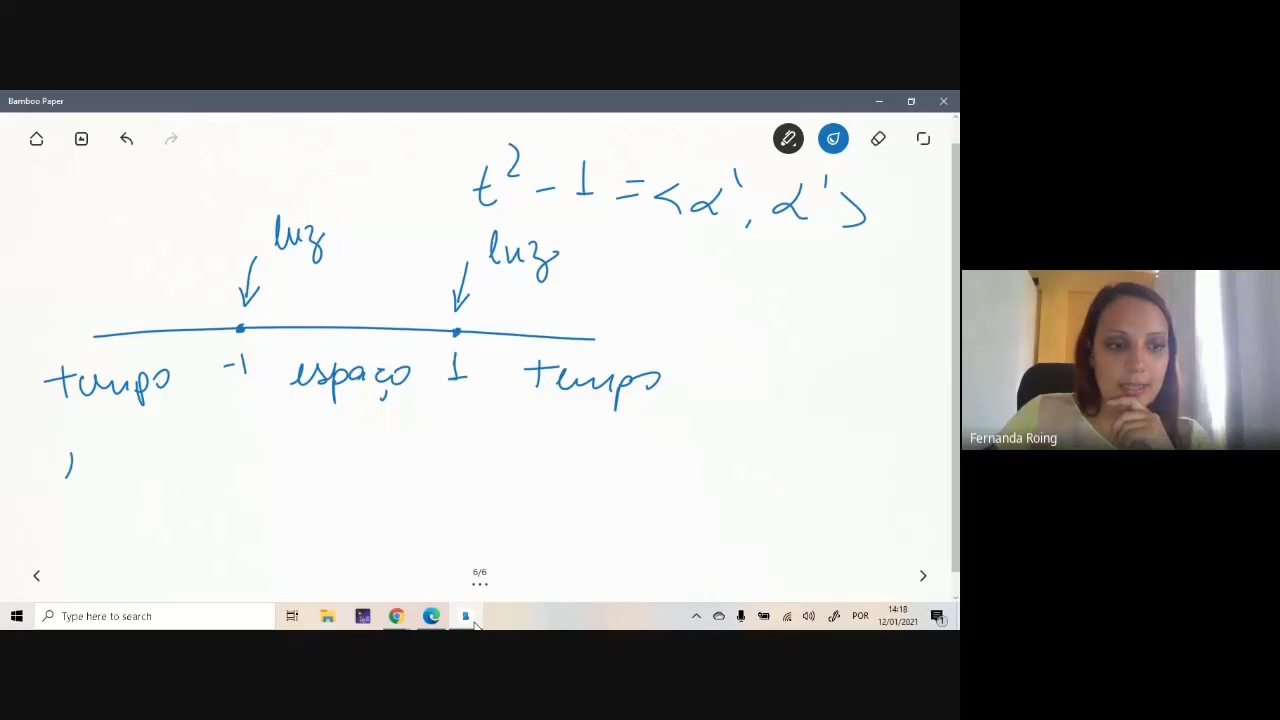 Bamboo Paper
t² - 1 = <α', α'>
luz
luz
tempo -1 espaço 1 tempo
Fernanda Roing
6/6
Type here to search
POR
14:18
12/01/2021
1